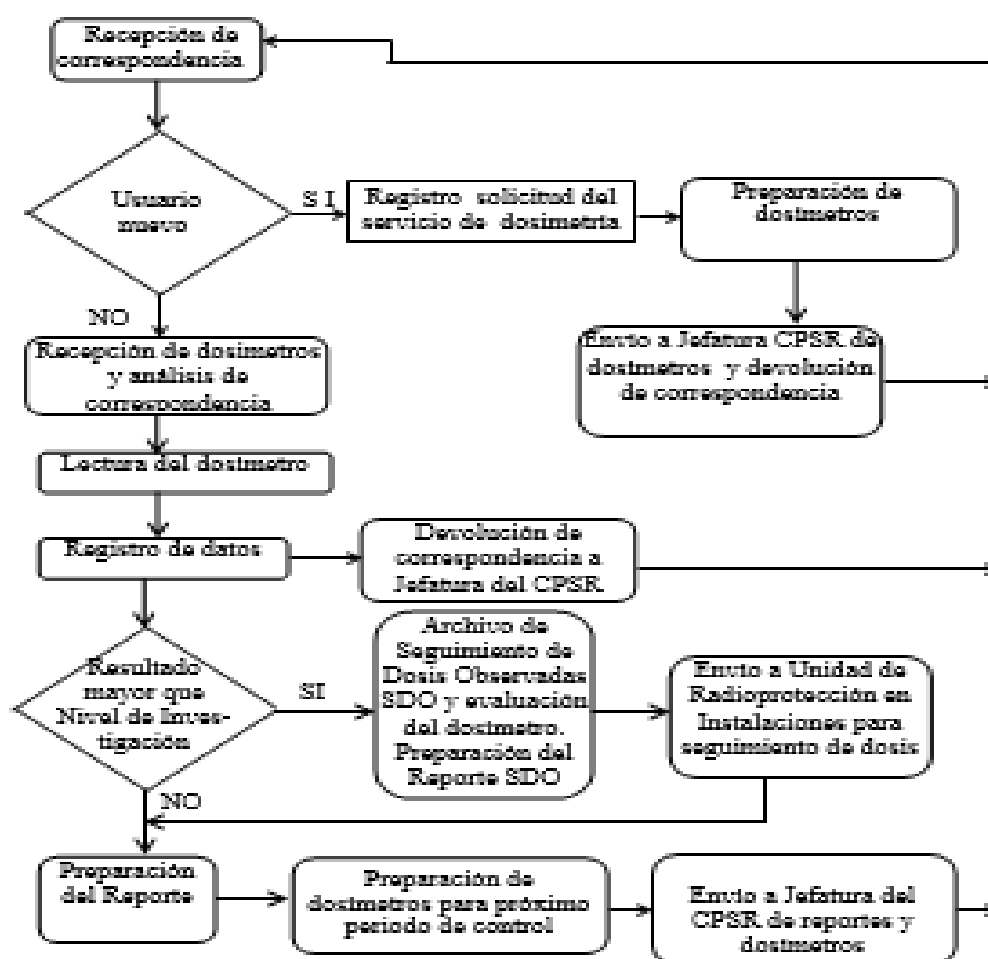 Recepción de
correspondencia
Usuario
nuevo
S I
Registro solicitud del
servicio de dosimetría
Preparación de
dosímetros
NO
Recepción de dosímetros
y análisis de
correspondencia
Envío a Jefatura CPSR de
dosímetros y devolución
de correspondencia
Lectura del dosímetro
Registro de datos
Devolución de
correspondencia a
Jefatura del CPSR
Resultado
mayor que
Nivel de Inves-
tigación
SI
Archivo de
Seguimiento de
Dosis Observadas
SDO y evaluación
del dosímetro.
Preparación del
Reporte SDO
Envío a Unidad de
Radioprotección en
Instalaciones para
seguimiento de dosis
NO
Preparación
del Reporte
Preparación de
dosímetros para próximo
periodo de control
Envío a Jefatura del
CPSR de reportes y
dosímetros